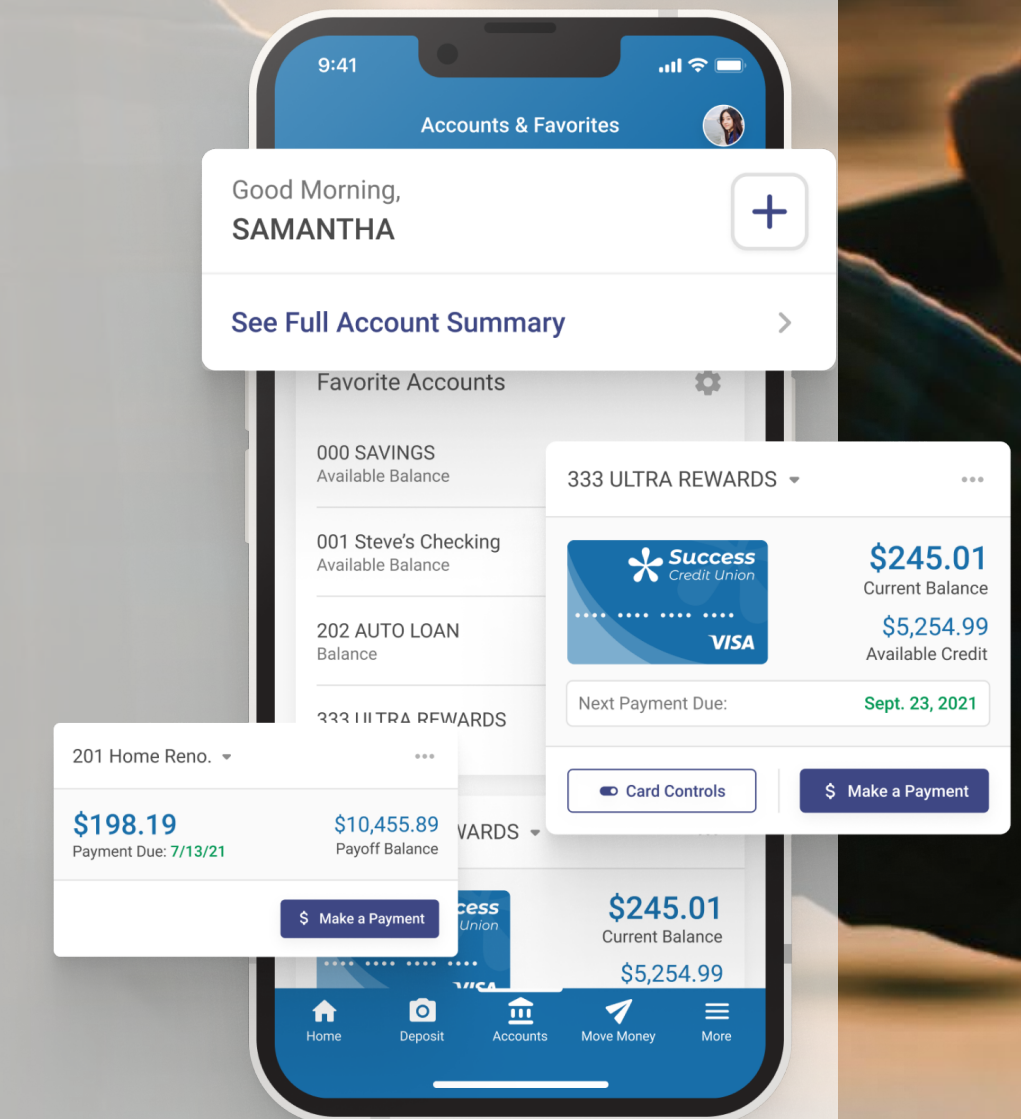 9:41
Accounts & Favorites
Good Morning,
SAMANTHA
See Full Account Summary
Favorite Accounts
000 SAVINGS
Available Balance
001 Steve's Checking
Available Balance
202 AUTO LOAN
Balance
333 ULTRA REWARDS
333 ULTRA REWARDS
Success
Credit Union
VISA
$245.01
Current Balance
$5,254.99
Available Credit
Next Payment Due: Sept. 23, 2021
Card Controls
$ Make a Payment
201 Home Reno.
$198.19
Payment Due: 7/13/21
$10,455.89
Payoff Balance
$ Make a Payment
WARDS
cess
Union
VISA
$245.01
Current Balance
$5,254.99
Home
Deposit
Accounts
Move Money
More